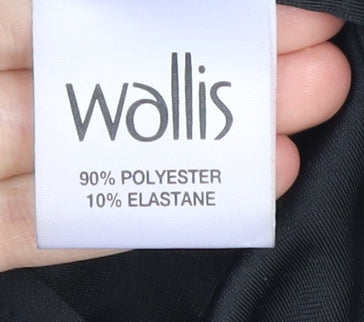 wallis
90% POLYESTER
10% ELASTANE